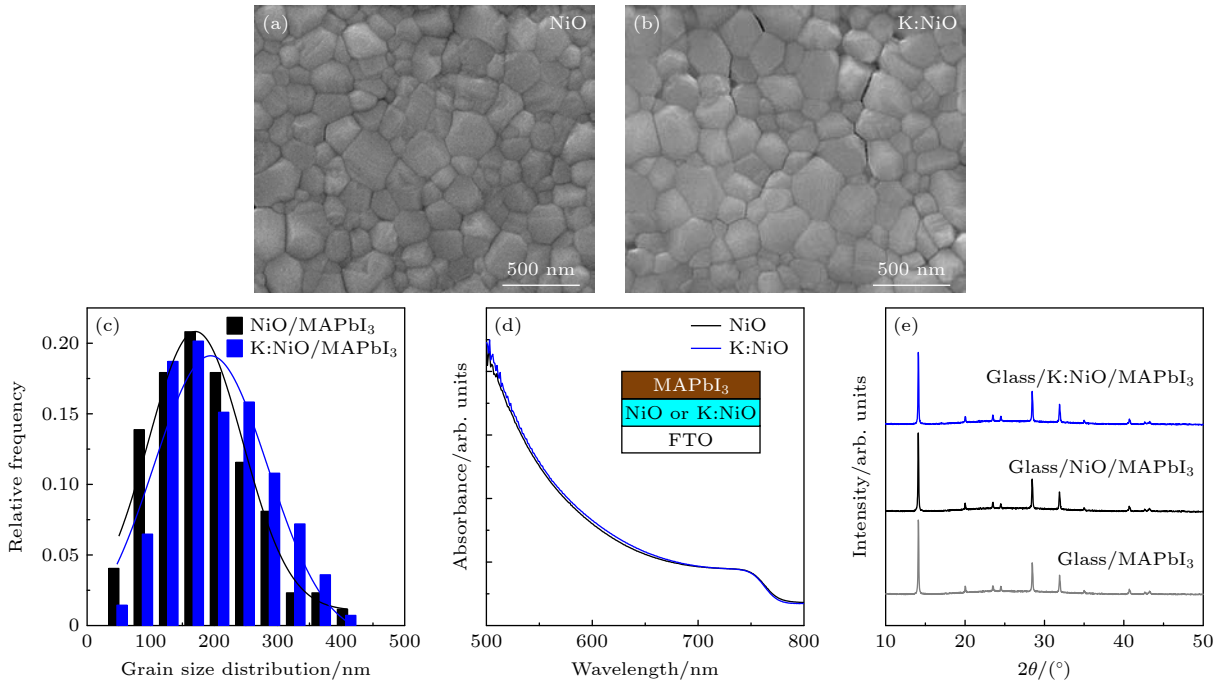 (a)
NiO
500 nm
(b)
K:NiO
500 nm
(c)
NiO/MAPbI₃
K:NiO/MAPbI₃
Relative frequency
0.20
0.15
0.10
0.05
0
0
100
200
300
400
500
Grain size distribution/nm
(d)
NiO
K:NiO
MAPbI₃
NiO or K:NiO
FTO
Absorbance/arb. units
500
600
700
800
Wavelength/nm
(e)
Glass/K:NiO/MAPbI₃
Glass/NiO/MAPbI₃
Glass/MAPbI₃
Intensity/arb. units
10
20
30
40
50
2θ/(°)